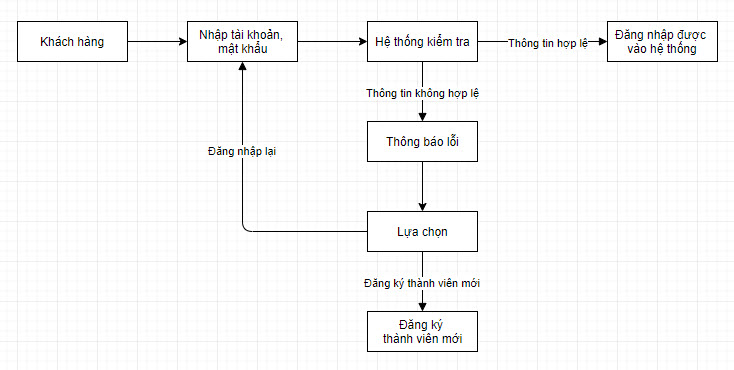 Khách hàng
Nhập tài khoản,
mật khẩu
Hệ thống kiểm tra
Thông tin hợp lệ
Đăng nhập được
vào hệ thống
Thông tin không hợp lệ
Thông báo lỗi
Đăng nhập lại
Lựa chọn
Đăng ký thành viên mới
Đăng ký
thành viên mới